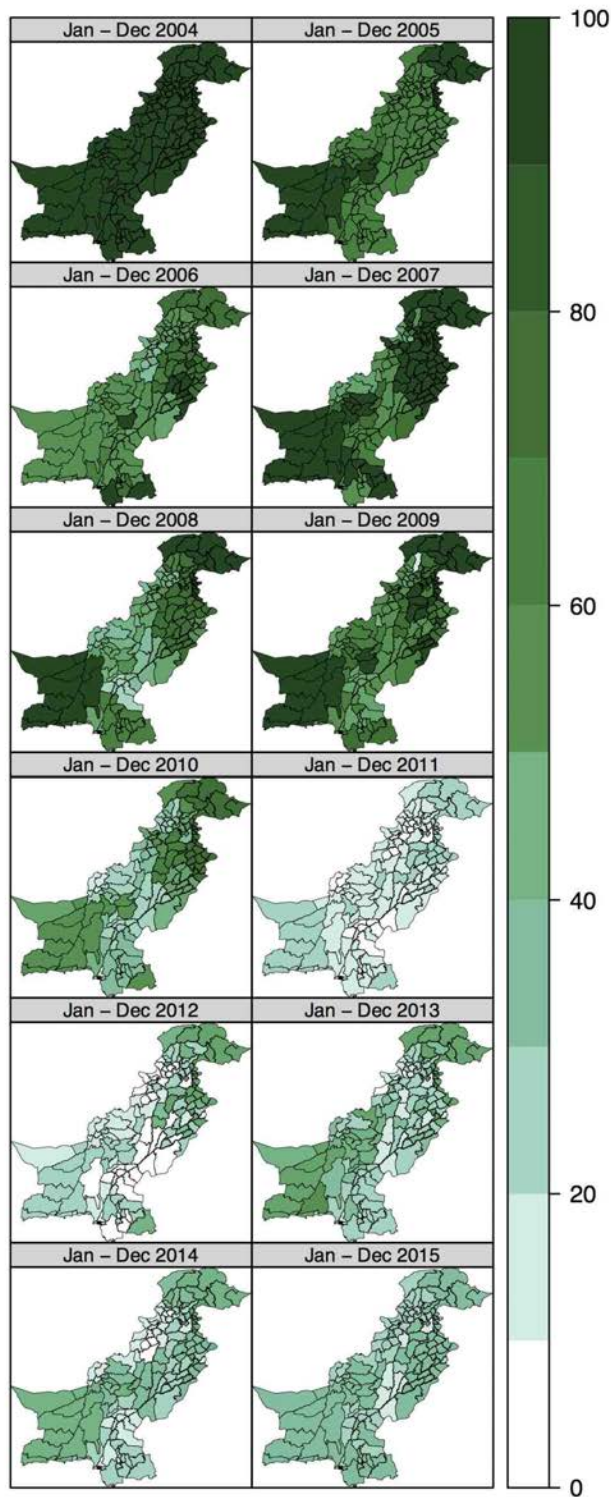 Jan – Dec 2004
Jan – Dec 2005
Jan – Dec 2006
Jan – Dec 2007
Jan – Dec 2008
Jan – Dec 2009
Jan – Dec 2010
Jan – Dec 2011
Jan – Dec 2012
Jan – Dec 2013
Jan – Dec 2014
Jan – Dec 2015
100
80
60
40
20
0